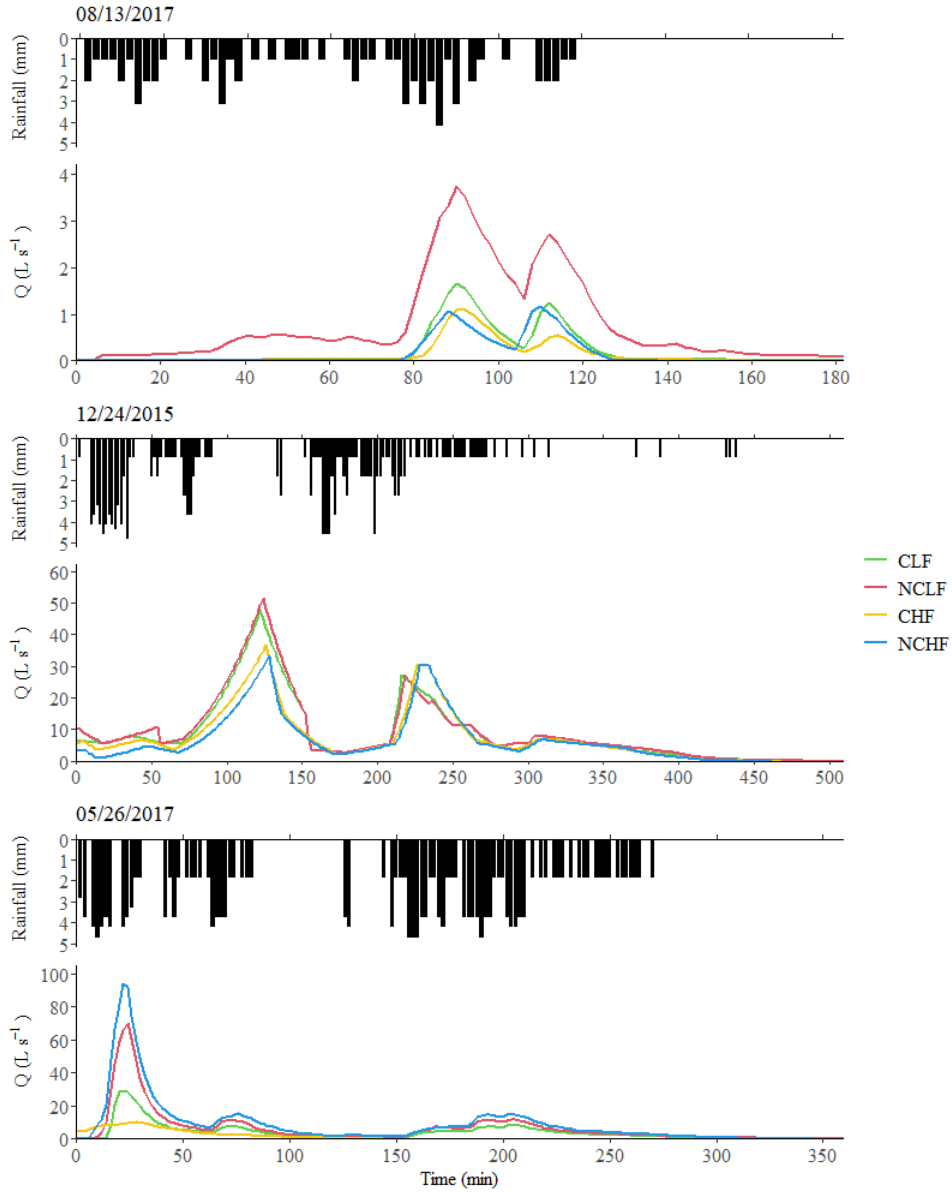 08/13/2017
Rainfall (mm)
0
1
2
3
4
5
Q (L s⁻¹)
4
3
2
1
0
0 20 40 60 80 100 120 140 160 180
12/24/2015
Rainfall (mm)
0
1
2
3
4
5
Q (L s⁻¹)
60
50
40
30
20
10
0
0 50 100 150 200 250 300 350 400 450 500
CLF
NCLF
CHF
NCHF
05/26/2017
Rainfall (mm)
0
1
2
3
4
5
Q (L s⁻¹)
100
80
60
40
20
0
0 50 100 150 200 250 300 350
Time (min)